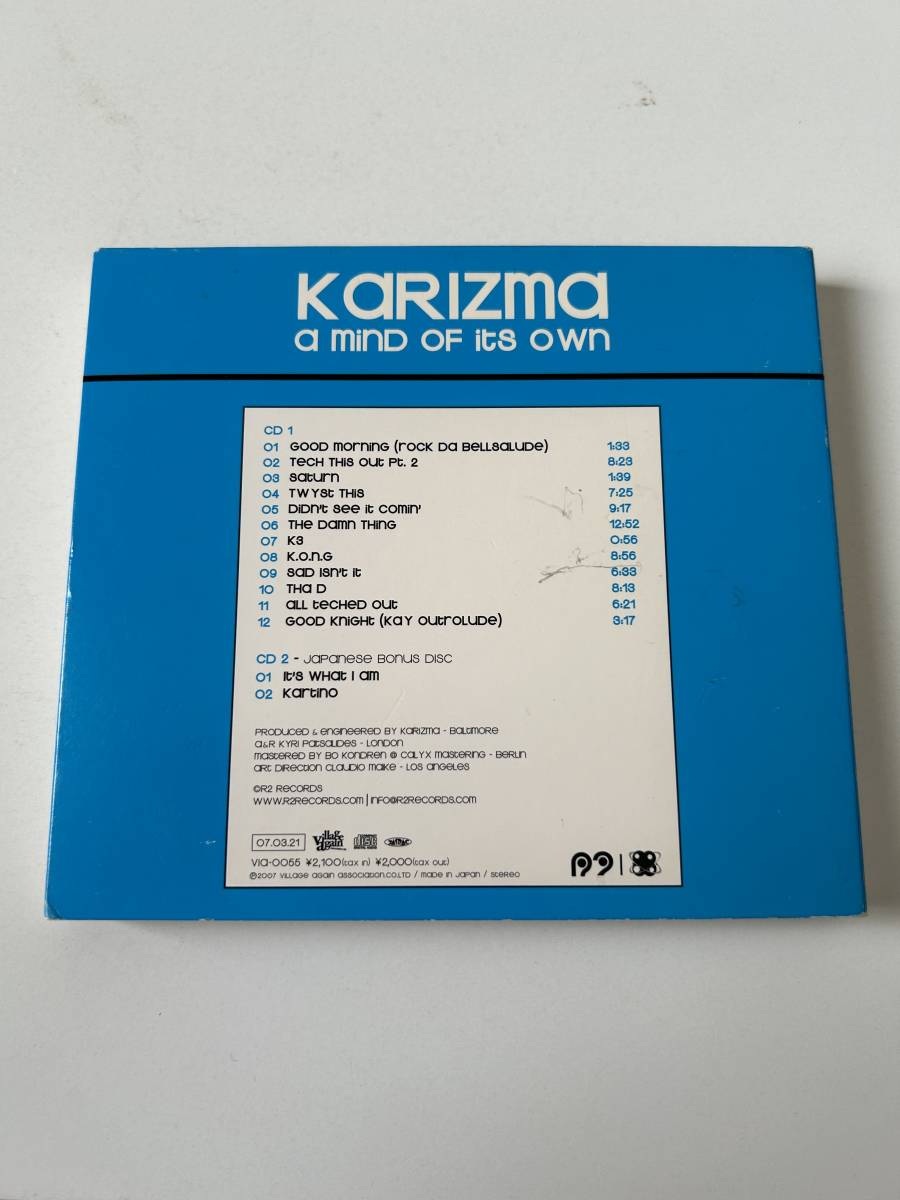 KARIZMA
A MIND OF ITS OWN
CD 1
01 GOOD MORNING (ROCK DA BELLSALUDE) 1:33
02 TECH THIS OUT PT. 2 8:23
03 SATURN 1:39
04 TWYST THIS 7:25
05 DIDN'T SEE IT COMIN' 9:17
06 THE DAMN THING 12:52
07 K3 0:56
08 K.O.N.G 8:56
09 SAD ISN'T IT 6:33
10 THA D 8:13
11 ALL TECHED OUT 6:21
12 GOOD KNIGHT (KAY OUTROLUDE) 3:17
CD 2 - JAPANESE BONUS DISC
01 IT'S WHAT I AM
02 KARTINO
PRODUCED & ENGINEERED BY KARIZMA - BALTIMORE
A&R KYRI PATSALIDES - LONDON
MASTERED BY BO KONDREN @ CALYX MASTERING - BERLIN
ART DIRECTION CLAUDIO MAIKE - LOS ANGELES
©R2 RECORDS
WWW.R2RECORDS.COM | INFO@R2RECORDS.COM
07.03.21 Village Again COMPACT disc DIGITAL AUDIO
VIA-0055 ¥2,100(tax in) ¥2,000(tax out)
℗2007 VILLAGE AGAIN ASSOCIATION.CO.LTD / MADE IN JAPAN / STEREO